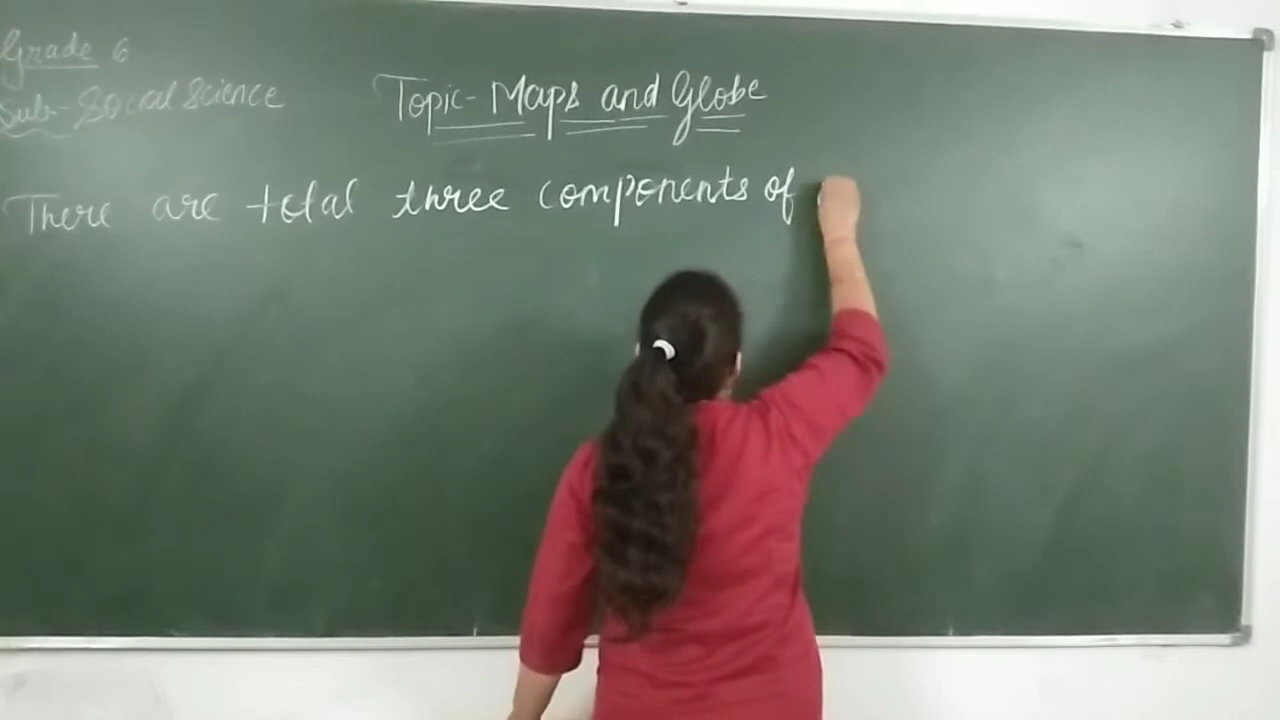 Grade 6
Sub- Social Science
Topic- Maps and Globe
There are total three components of